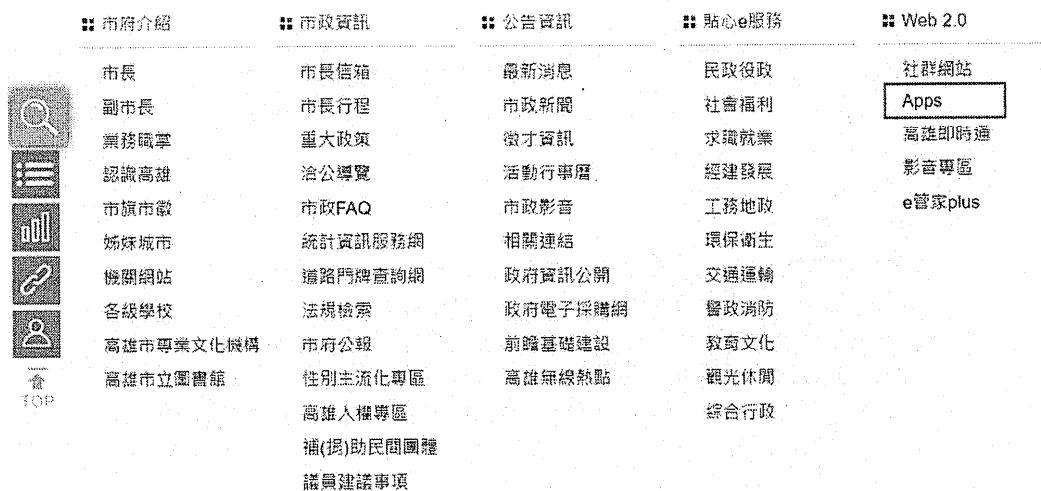 市府介紹
市長
副市長
業務職掌
認識高雄
市旗市徽
姊妹城市
機關網站
各級學校
高雄市專業文化機構
高雄市立圖書館
市政資訊
市長信箱
市長行程
重大政策
洽公導覽
市政FAQ
統計資訊服務網
道路門牌查詢網
法規檢索
市府公報
性別主流化專區
高雄人權專區
補(捐)助民間團體
議員建議事項
公告資訊
最新消息
市政新聞
徵才資訊
活動行事曆
市政影音
相關連結
政府資訊公開
政府電子採購網
前瞻基礎建設
高雄無線熱點
貼心e服務
民政役政
社會福利
求職就業
經建發展
工務地政
環保衛生
交通運輸
警政消防
教育文化
觀光休閒
綜合行政
Web 2.0
社群網站
Apps
高雄即時通
影音專區
e管家plus
TOP